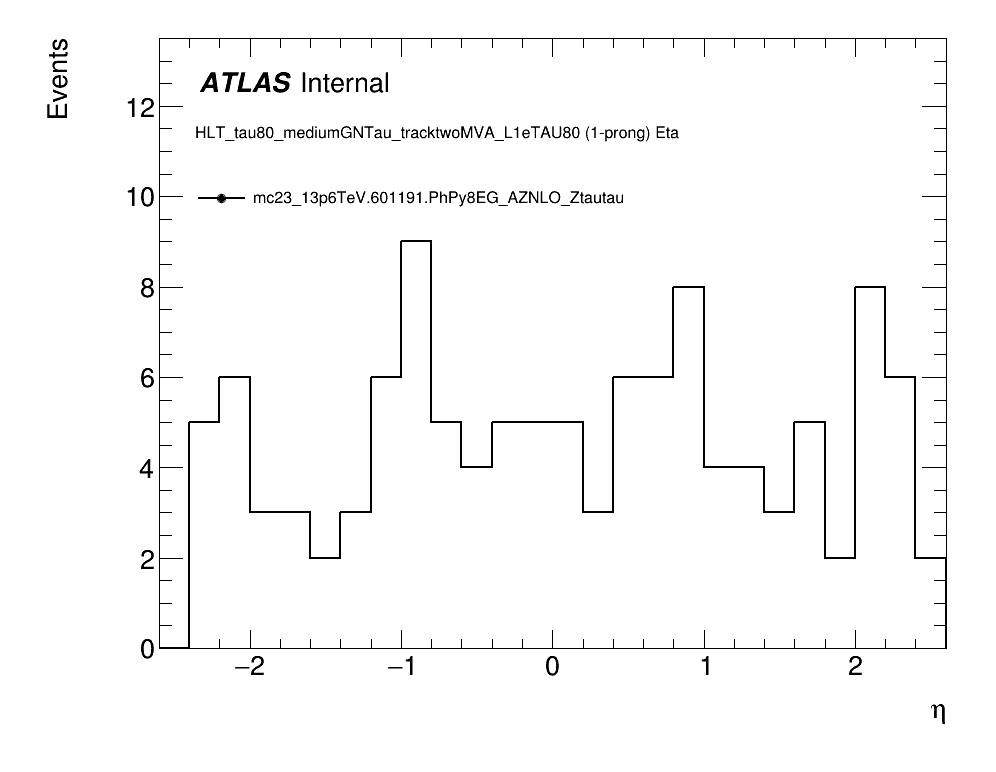 Events
ATLAS Internal
HLT_tau80_mediumGNTau_tracktwoMVA_L1eTAU80 (1-prong) Eta
mc23_13p6TeV.601191.PhPy8EG_AZNLO_Ztautau
12
10
8
6
4
2
0
−2 −1 0 1 2
η